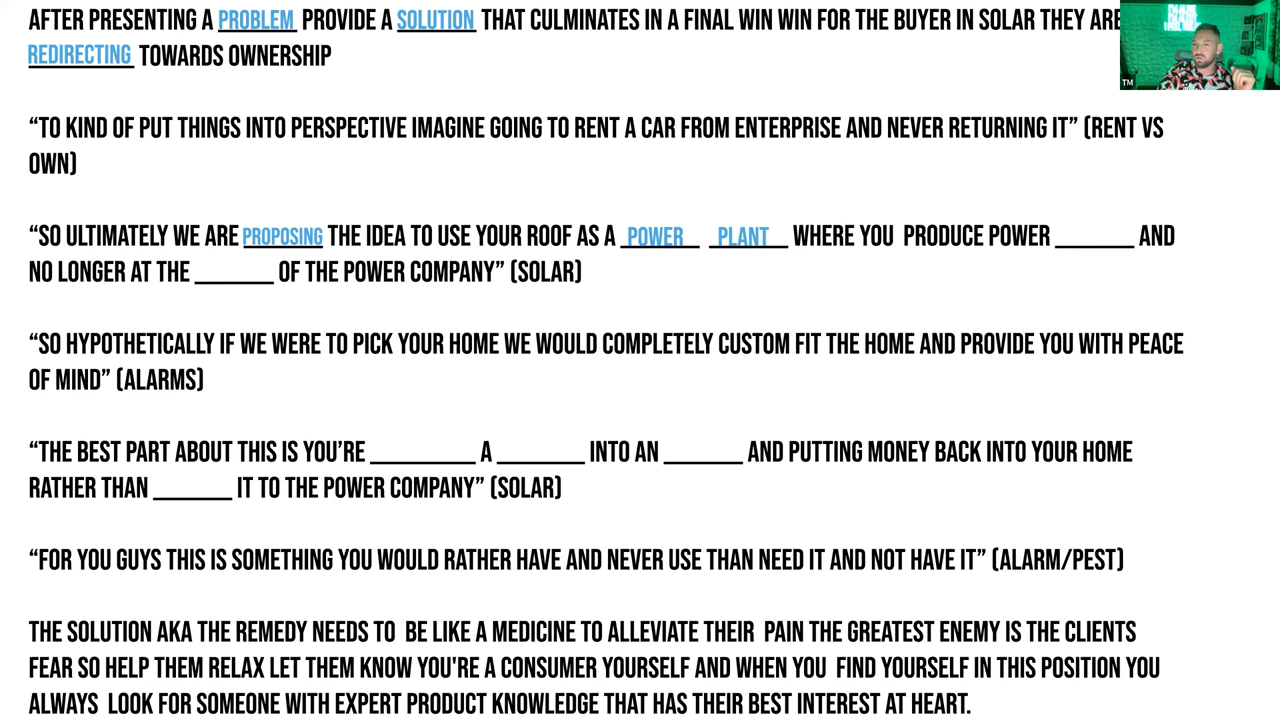 AFTER PRESENTING A PROBLEM PROVIDE A SOLUTION THAT CULMINATES IN A FINAL WIN WIN FOR THE BUYER IN SOLAR THEY ARE
REDIRECTING TOWARDS OWNERSHIP
“TO KIND OF PUT THINGS INTO PERSPECTIVE IMAGINE GOING TO RENT A CAR FROM ENTERPRISE AND NEVER RETURNING IT” (RENT VS
OWN)
“SO ULTIMATELY WE ARE PROPOSING THE IDEA TO USE YOUR ROOF AS A POWER PLANT WHERE YOU PRODUCE POWER _______ AND
NO LONGER AT THE _______ OF THE POWER COMPANY” (SOLAR)
“SO HYPOTHETICALLY IF WE WERE TO PICK YOUR HOME WE WOULD COMPLETELY CUSTOM FIT THE HOME AND PROVIDE YOU WITH PEACE
OF MIND” (ALARMS)
“THE BEST PART ABOUT THIS IS YOU’RE _________ A ________ INTO AN _______ AND PUTTING MONEY BACK INTO YOUR HOME
RATHER THAN _______ IT TO THE POWER COMPANY” (SOLAR)
“FOR YOU GUYS THIS IS SOMETHING YOU WOULD RATHER HAVE AND NEVER USE THAN NEED IT AND NOT HAVE IT” (ALARM/PEST)
THE SOLUTION AKA THE REMEDY NEEDS TO BE LIKE A MEDICINE TO ALLEVIATE THEIR PAIN THE GREATEST ENEMY IS THE CLIENTS
FEAR SO HELP THEM RELAX LET THEM KNOW YOU'RE A CONSUMER YOURSELF AND WHEN YOU FIND YOURSELF IN THIS POSITION YOU
ALWAYS LOOK FOR SOMEONE WITH EXPERT PRODUCT KNOWLEDGE THAT HAS THEIR BEST INTEREST AT HEART.
TM